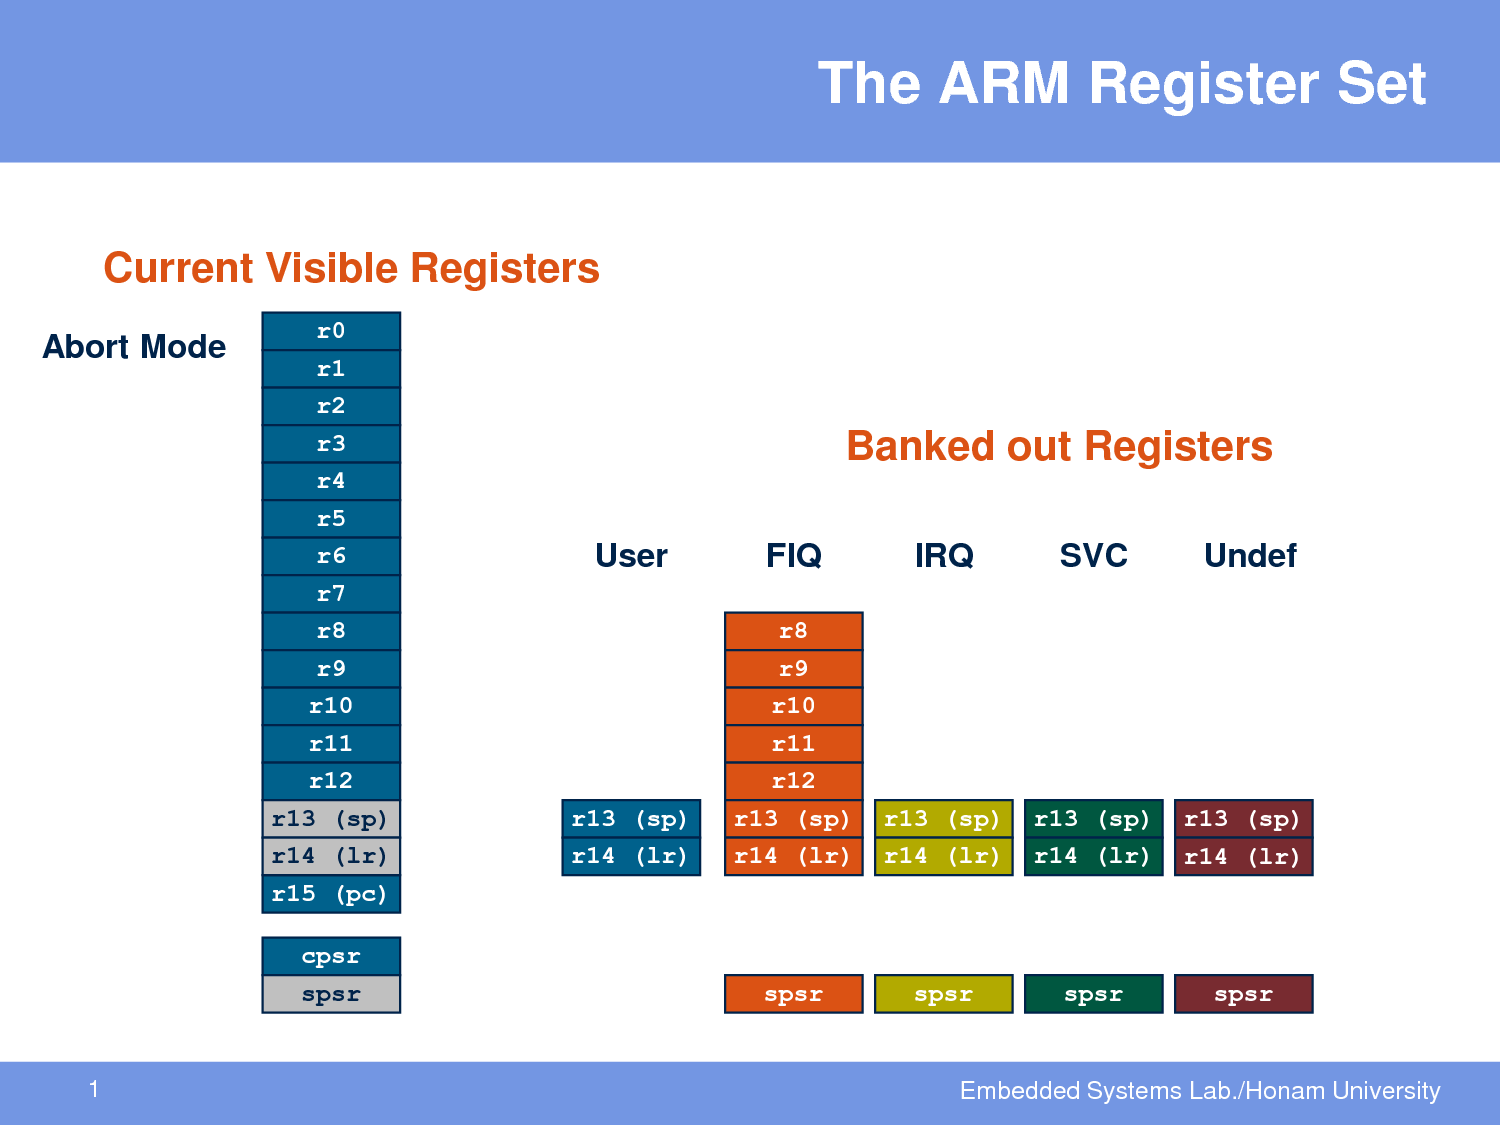 The ARM Register Set
Current Visible Registers
Abort Mode
r0
r1
r2
r3
r4
r5
r6
r7
r8
r9
r10
r11
r12
r13 (sp)
r14 (lr)
r15 (pc)
cpsr
spsr
Banked out Registers
User FIQ IRQ SVC Undef
r8
r9
r10
r11
r12
r13 (sp) r13 (sp) r13 (sp) r13 (sp) r13 (sp)
r14 (lr) r14 (lr) r14 (lr) r14 (lr) r14 (lr)
spsr spsr spsr spsr
1
Embedded Systems Lab./Honam University